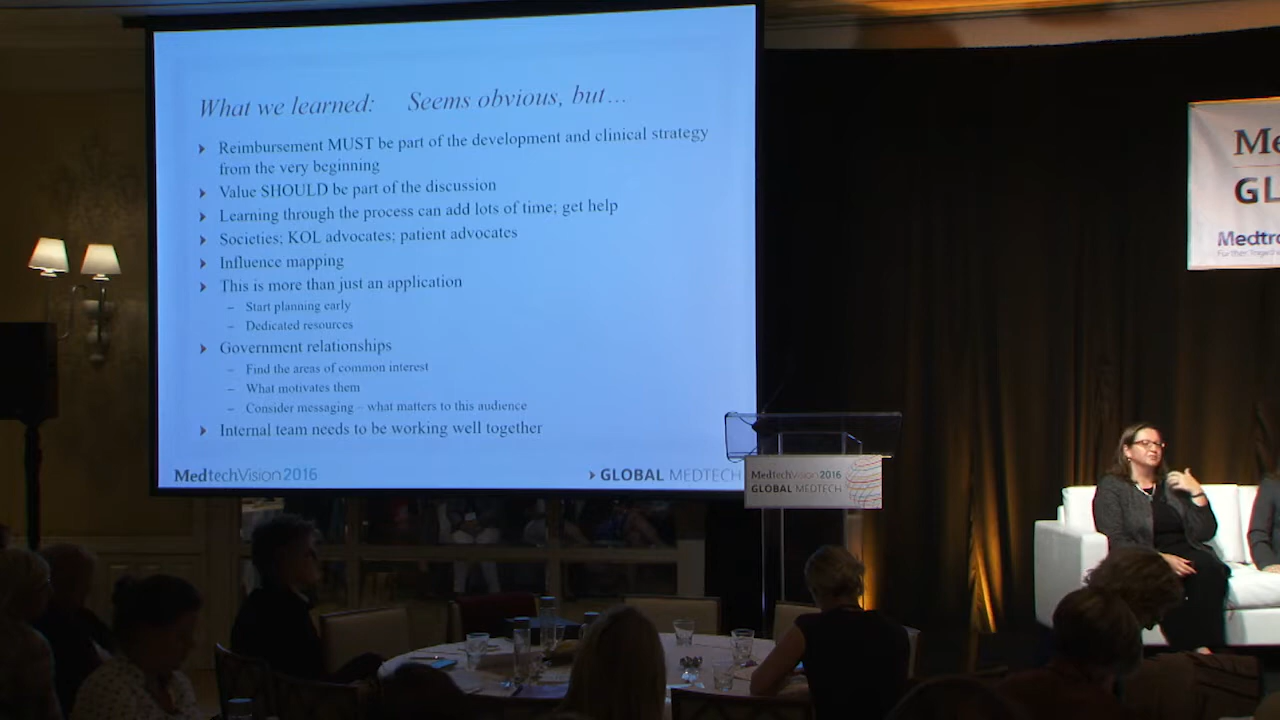 What we learned: Seems obvious, but…
Reimbursement MUST be part of the development and clinical strategy
from the very beginning
Value SHOULD be part of the discussion
Learning through the process can add lots of time; get help
Societies; KOL advocates; patient advocates
Influence mapping
This is more than just an application
– Start planning early
– Dedicated resources
Government relationships
– Find the areas of common interest
– What motivates them
– Consider messaging – what matters to this audience
Internal team needs to be working well together
MedtechVision2016
GLOBAL MEDTECH
MedtechVision2016
GLOBAL MEDTECH
Me
GL
Medtro
Further, Togeth